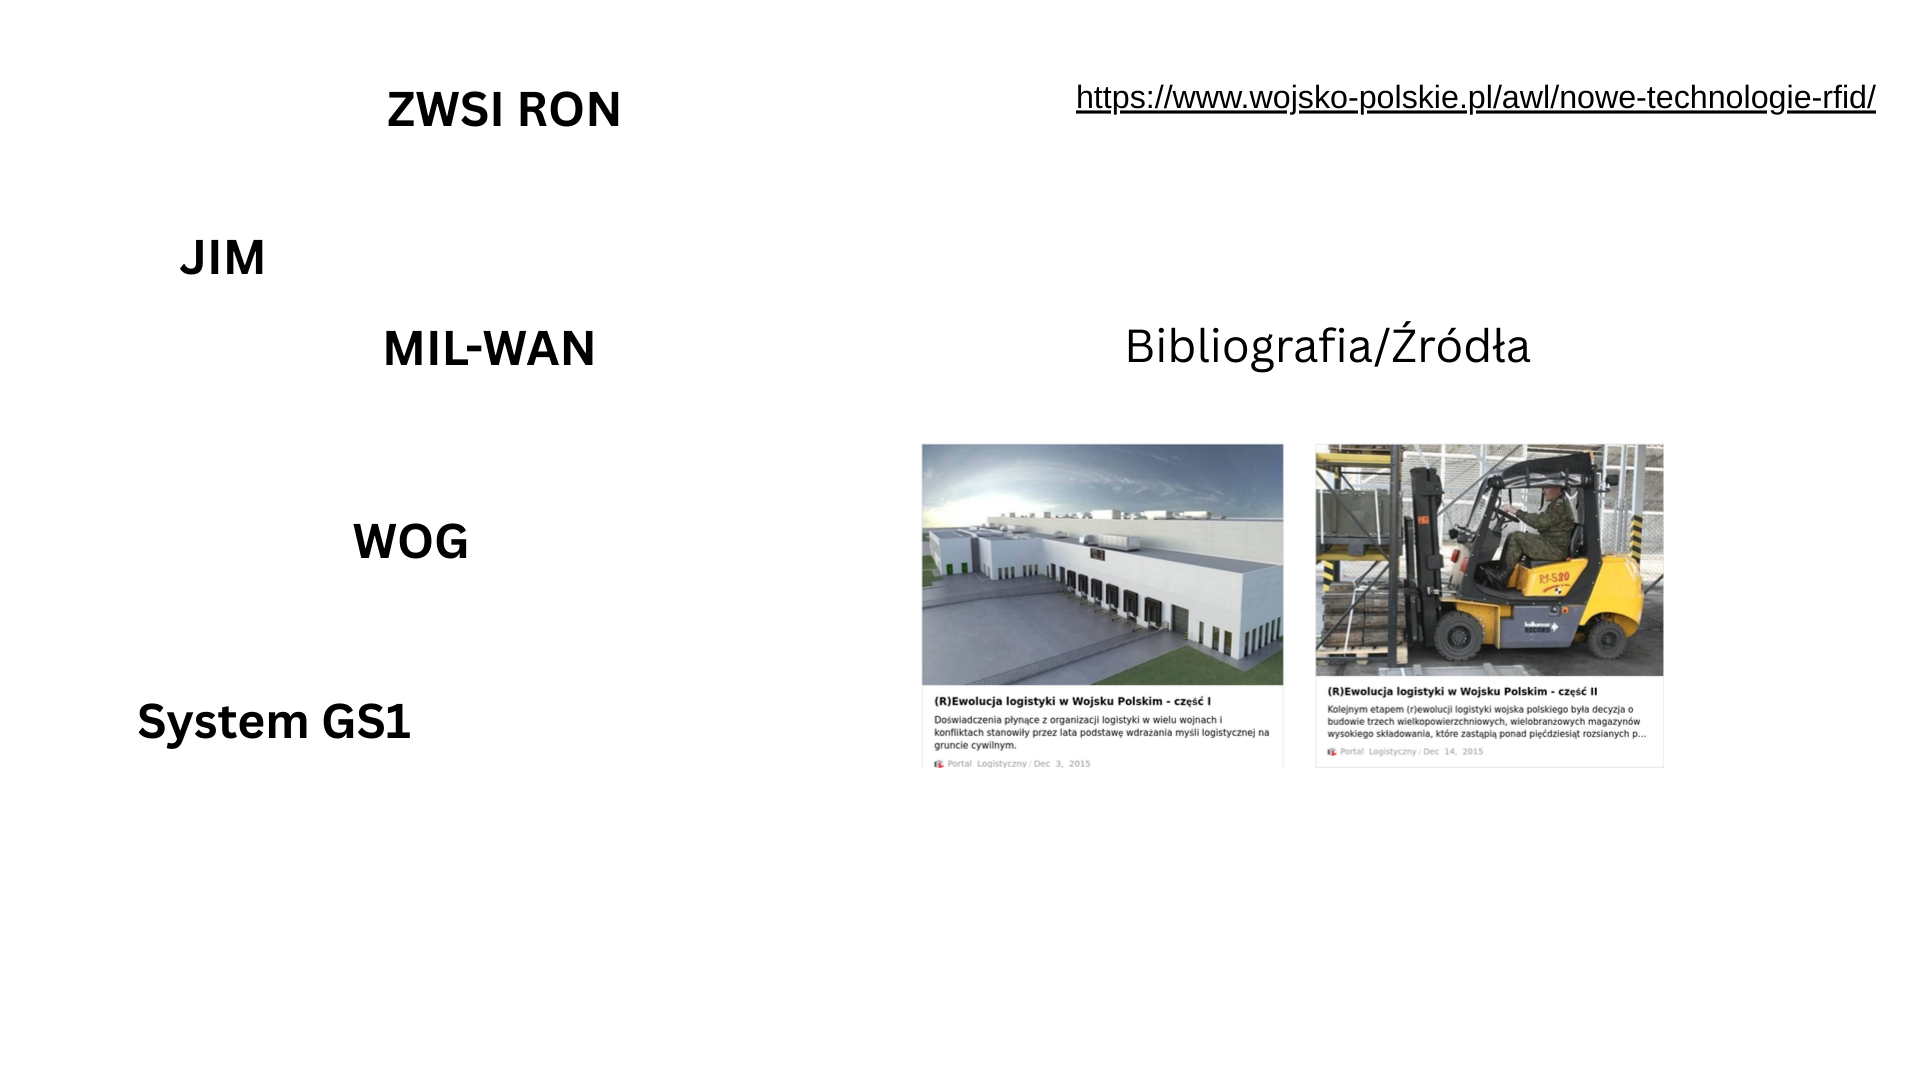 ZWSI RON
https://www.wojsko-polskie.pl/awl/nowe-technologie-rfid/
JIM
MIL-WAN
Bibliografia/Źródła
WOG
System GS1
RM-S20
(R)Ewolucja logistyki w Wojsku Polskim - część I
Doświadczenia płynące z organizacji logistyki w wielu wojnach i
konfliktach stanowiły przez lata podstawę wdrażania myśli logistycznej na
gruncie cywilnym.
Portal Logistyczny / Dec 3, 2015
(R)Ewolucja logistyki w Wojsku Polskim - część II
Kolejnym etapem (r)ewolucji logistyki wojska polskiego była decyzja o
budowie trzech wielkopowierzchniowych, wielobranżowych magazynów
wysokiego składowania, które zastąpią ponad pięćdziesiąt rozsianych p...
Portal Logistyczny / Dec 14, 2015